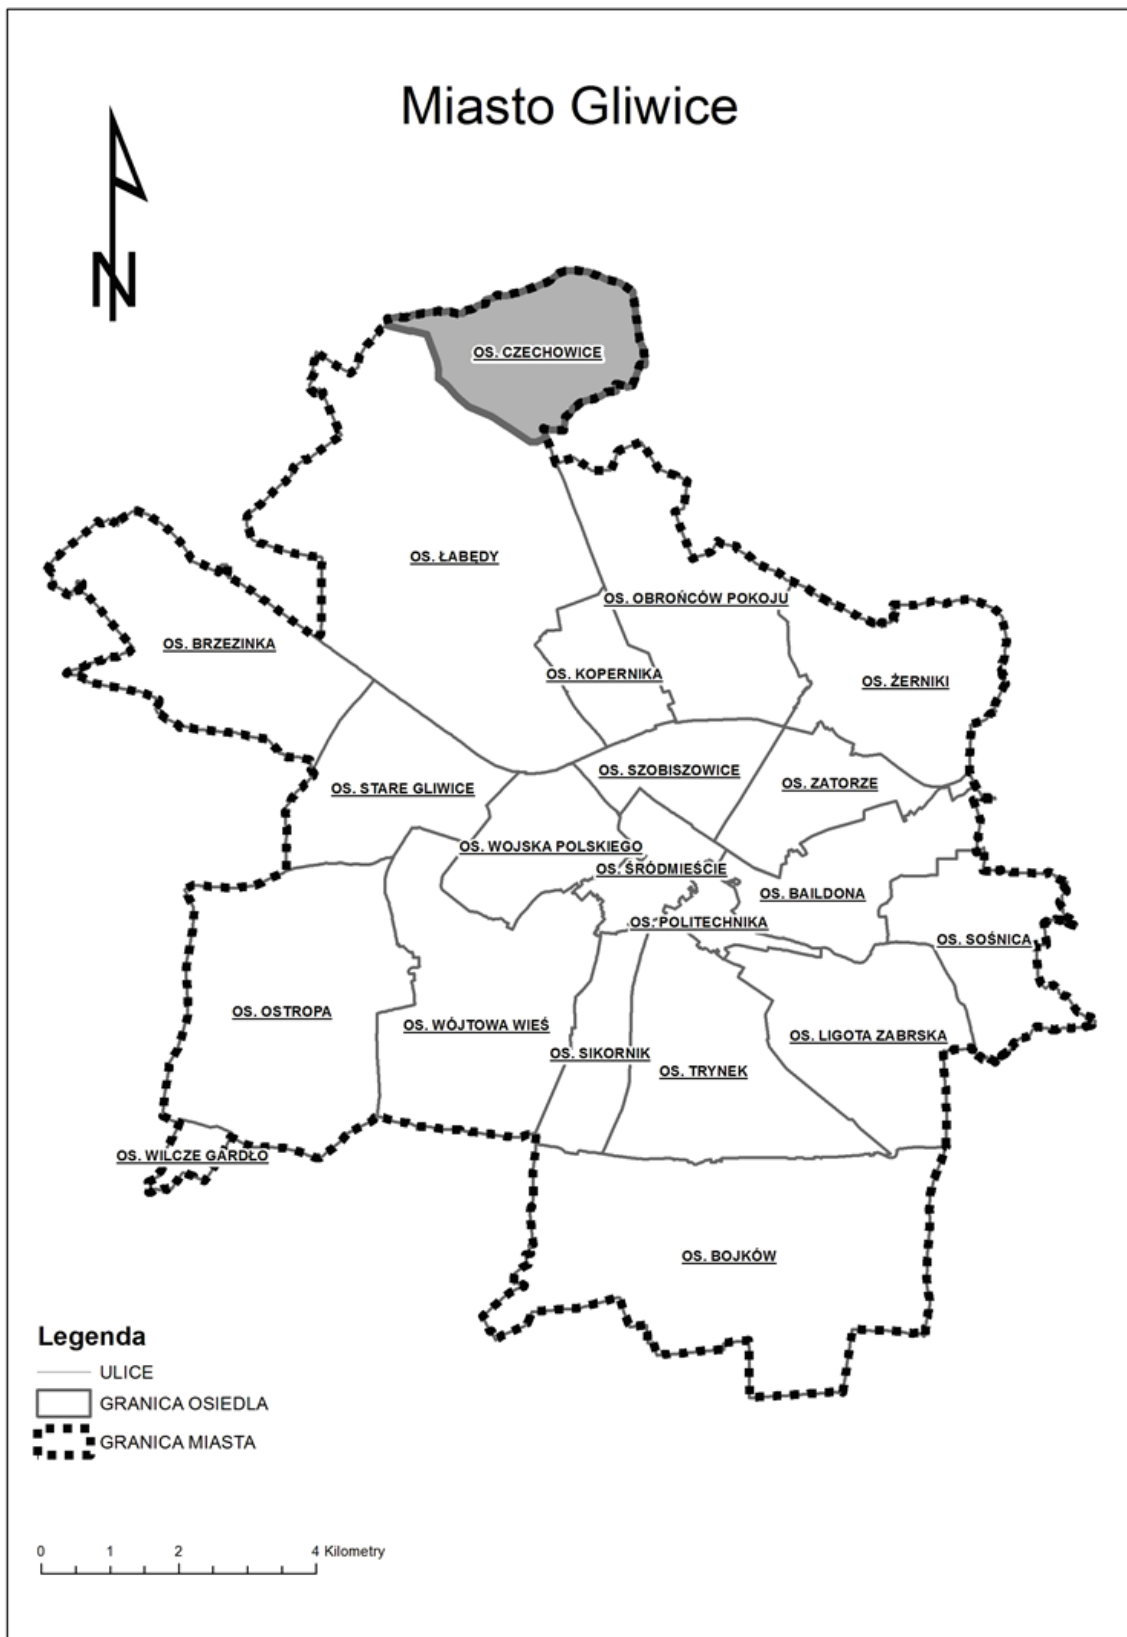 Miasto Gliwice
N
OS. CZECHOWICE
OS. ŁABĘDY
OS. OBROŃCÓW POKOJU
OS. BRZEZINKA
OS. KOPERNIKA
OS. ŻERNIKI
OS. SZOBISZOWICE
OS. ZATORZE
OS. STARE GLIWICE
OS. WOJSKA POLSKIEGO
OS. ŚRÓDMIEŚCIE
OS. BAILDONA
OS. POLITECHNIKA
OS. SOŚNICA
OS. OSTROPA
OS. WÓJTOWA WIEŚ
OS. LIGOTA ZABRSKA
OS. SIKORNIK
OS. TRYNEK
OS. WILCZE GARDŁO
OS. BOJKÓW
Legenda
ULICE
GRANICA OSIEDLA
GRANICA MIASTA
0 1 2 4 Kilometry